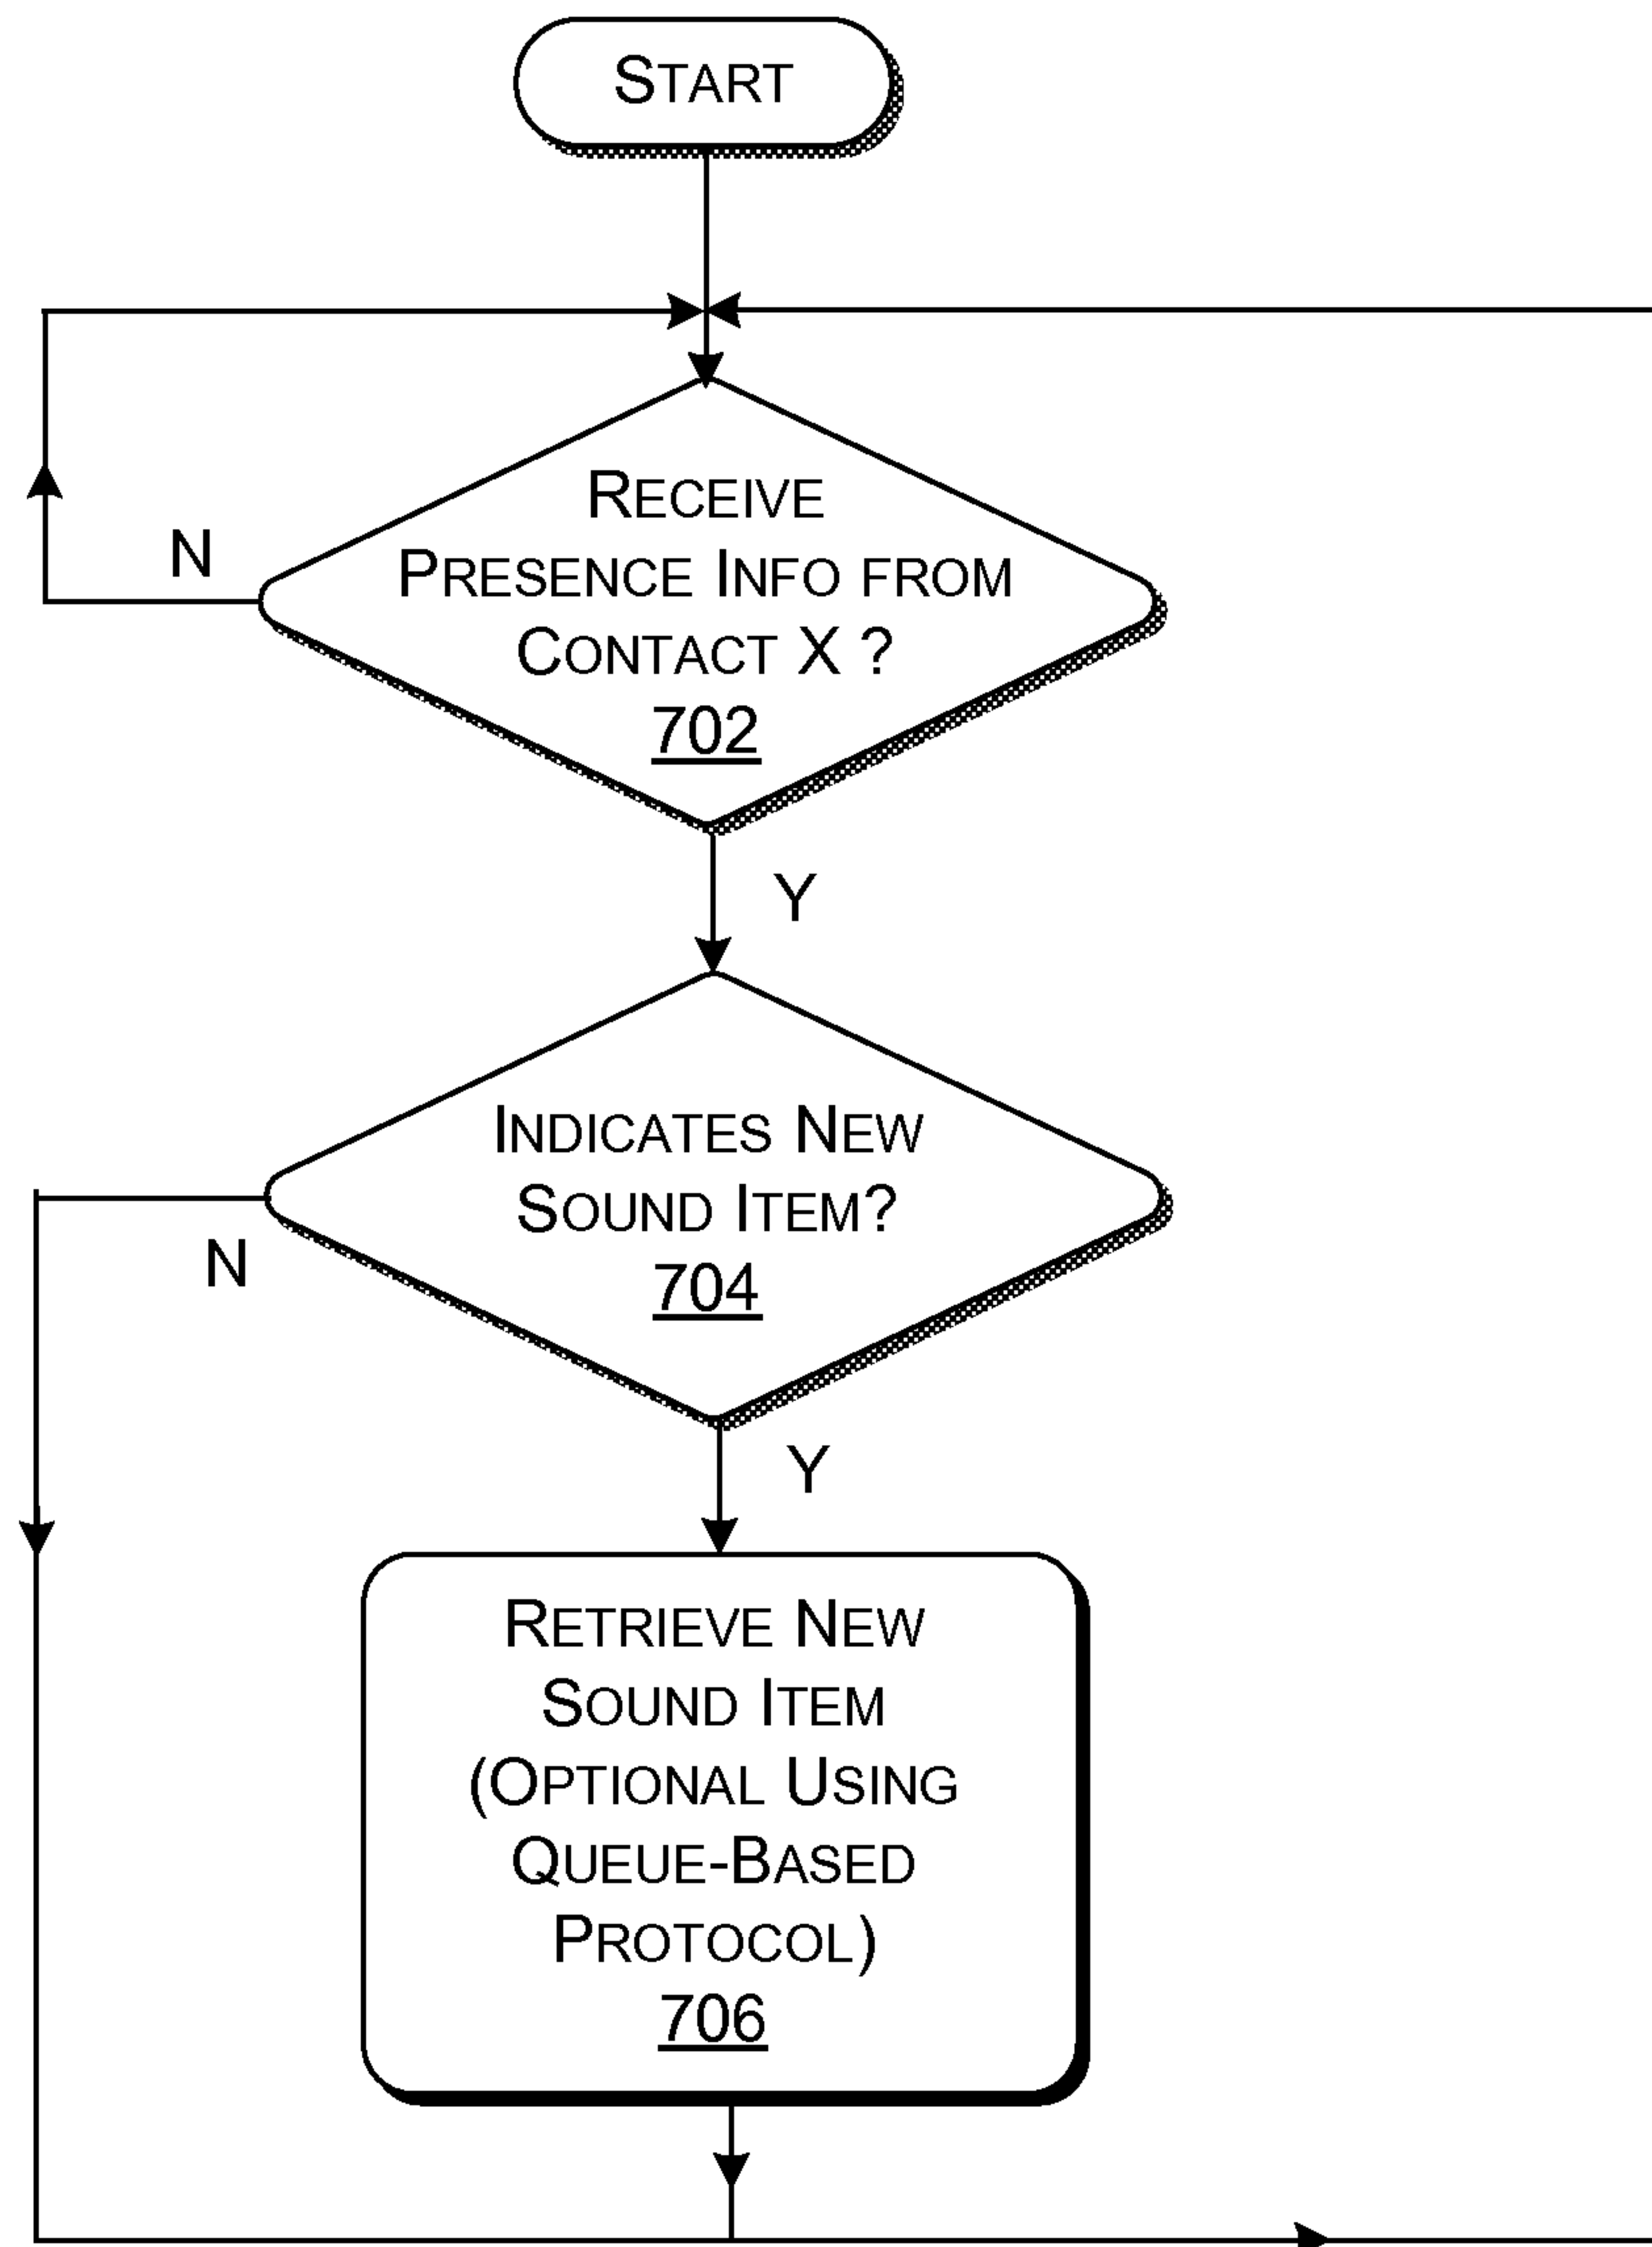 START
RECEIVE
PRESENCE INFO FROM
CONTACT X ?
702
N
Y
INDICATES NEW
SOUND ITEM?
704
N
Y
RETRIEVE NEW
SOUND ITEM
(OPTIONAL USING
QUEUE-BASED
PROTOCOL)
706